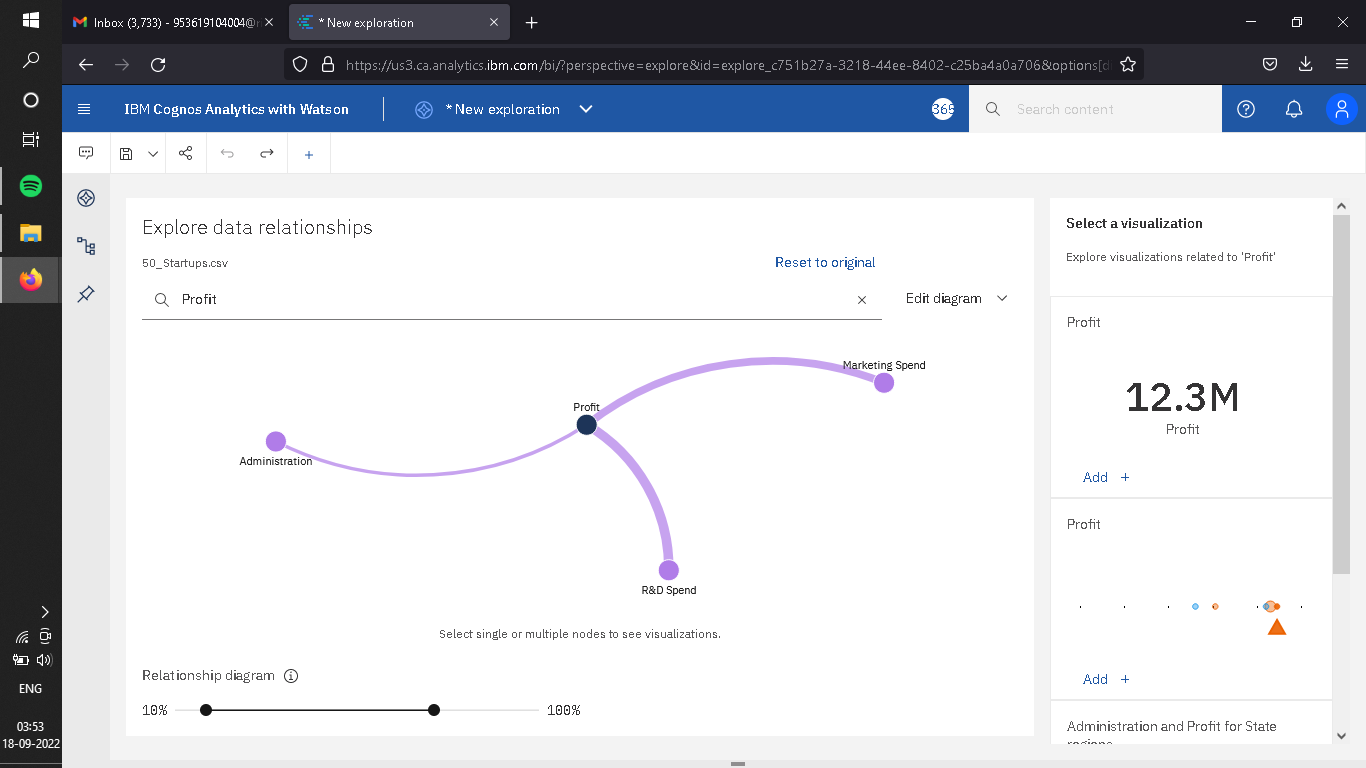 Inbox (3,733) - 953619104004@r
* New exploration
https://us3.ca.analytics.ibm.com/bi/?perspective=explore&id=explore_c751b27a-3218-44ee-8402-c25ba4a0a706&options[d
IBM Cognos Analytics with Watson
* New exploration
365
Search content
Explore data relationships
50_Startups.csv
Reset to original
Profit
Edit diagram
Marketing Spend
Profit
Administration
R&D Spend
Select single or multiple nodes to see visualizations.
Relationship diagram
10%
100%
Select a visualization
Explore visualizations related to 'Profit'
Profit
12.3M
Profit
Add +
Profit
Add +
Administration and Profit for State
regions
ENG
03:53
18-09-2022